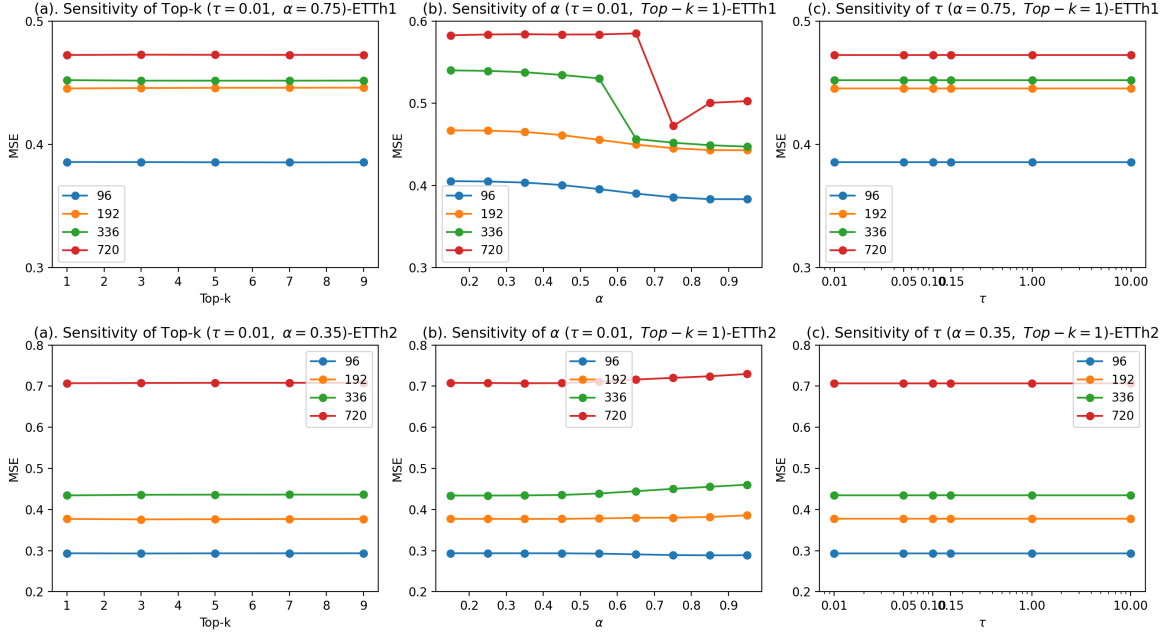 (a). Sensitivity of Top-k (τ = 0.01, α = 0.75)-ETTh1
0.5
0.4
0.3
MSE
96
192
336
720
1 2 3 4 5 6 7 8 9
Top-k
(b). Sensitivity of α (τ = 0.01, Top − k = 1)-ETTh1
0.6
0.5
0.4
0.3
MSE
96
192
336
720
0.2 0.3 0.4 0.5 0.6 0.7 0.8 0.9
α
(c). Sensitivity of τ (α = 0.75, Top − k = 1)-ETTh1
0.5
0.4
0.3
MSE
96
192
336
720
0.01 0.05 0.10 0.15 1.00 10.00
τ
(a). Sensitivity of Top-k (τ = 0.01, α = 0.35)-ETTh2
0.8
0.7
0.6
0.5
0.4
0.3
0.2
MSE
96
192
336
720
1 2 3 4 5 6 7 8 9
Top-k
(b). Sensitivity of α (τ = 0.01, Top − k = 1)-ETTh2
0.8
0.7
0.6
0.5
0.4
0.3
0.2
MSE
96
192
336
720
0.2 0.3 0.4 0.5 0.6 0.7 0.8 0.9
α
(c). Sensitivity of τ (α = 0.35, Top − k = 1)-ETTh2
0.8
0.7
0.6
0.5
0.4
0.3
0.2
MSE
96
192
336
720
0.01 0.05 0.10 0.15 1.00 10.00
τ